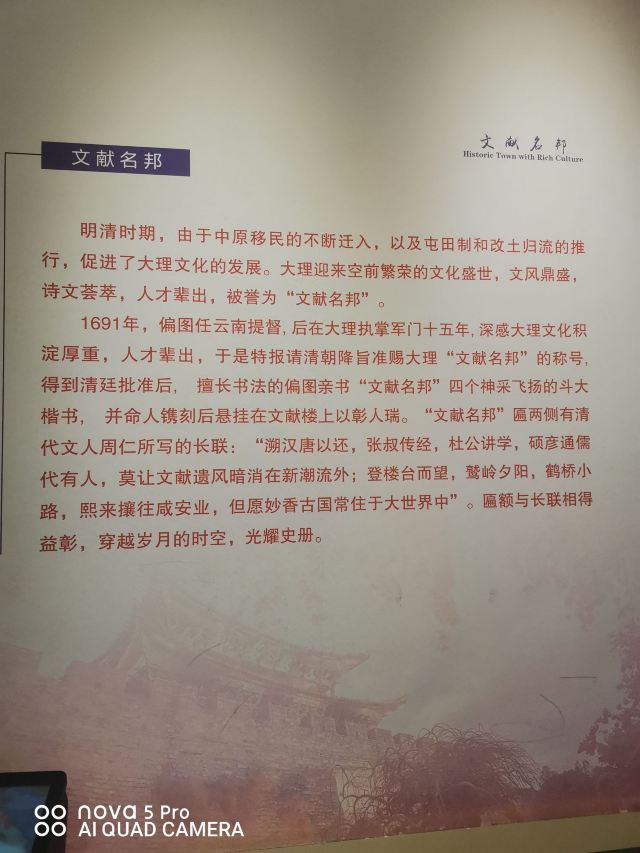 文献名邦
文献名邦
Historic Town with Rich Culture
明清时期，由于中原移民的不断迁入，以及屯田制和改土归流的推
行，促进了大理文化的发展。大理迎来空前繁荣的文化盛世，文风鼎盛，
诗文荟萃，人才辈出，被誉为“文献名邦”。
1691年，偏图任云南提督，后在大理执掌军门十五年，深感大理文化积
淀厚重，人才辈出，于是特报请清朝降旨准赐大理“文献名邦”的称号，
得到清廷批准后，擅长书法的偏图亲书“文献名邦”四个神采飞扬的斗大
楷书，并命人镌刻后悬挂在文献楼上以彰人瑞。“文献名邦”匾两侧有清
代文人周仁所写的长联：“溯汉唐以还，张叔传经，杜公讲学，硕彦通儒
代有人，莫让文献遗风暗消在新潮流外；登楼台而望，鹫岭夕阳，鹤桥小
路，熙来攘往咸安业，但愿妙香古国常住于大世界中”。匾额与长联相得
益彰，穿越岁月的时空，光耀史册。
nova 5 Pro
AI QUAD CAMERA